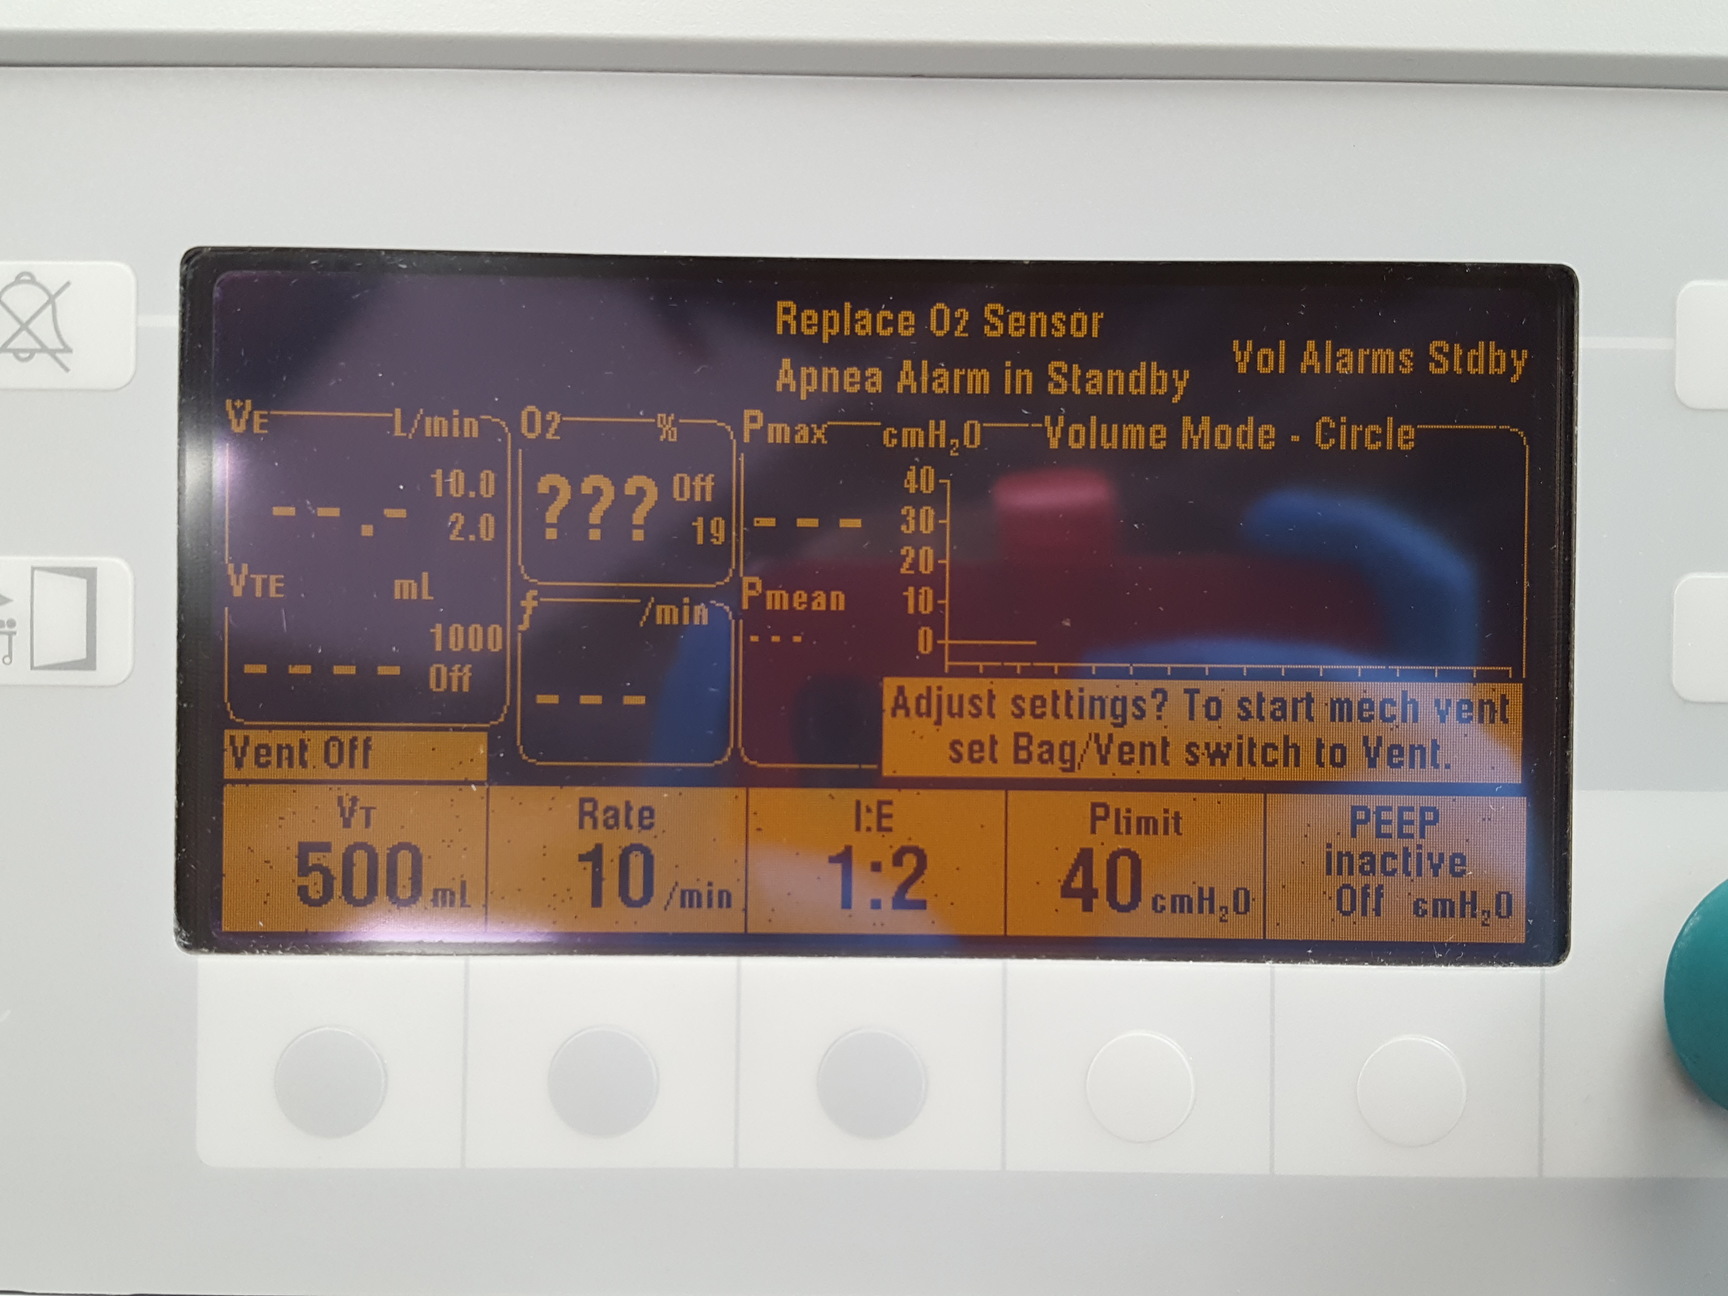 Replace O2 Sensor
Apnea Alarm in Standby
Vol Alarms Stdby
V̇E L/min
10.0
--.- 2.0
VTE mL
1000
---- Off
O2 %
??? Off
19
f /min
---
Pmax cmH2O
---
Pmean
---
Volume Mode - Circle
40
30
20
10
0
Adjust settings? To start mech vent
set Bag/Vent switch to Vent.
Vent Off
VT
500 mL
Rate
10 /min
I:E
1:2
Plimit
40 cmH2O
PEEP
inactive
Off cmH2O